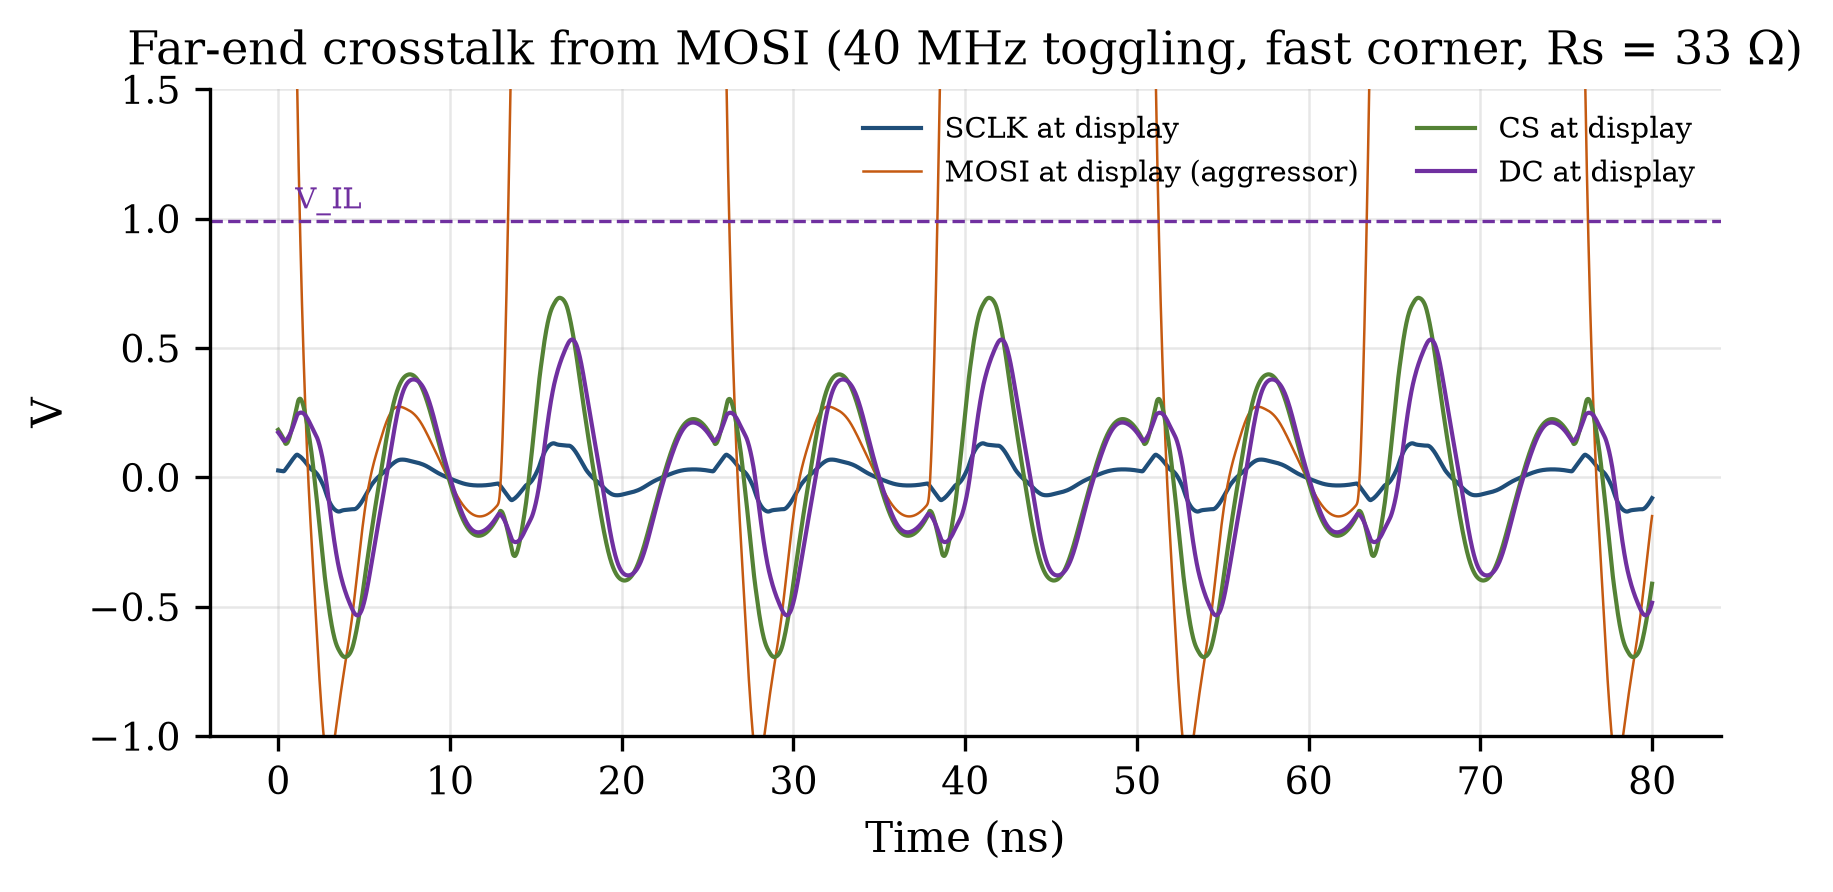 Far-end crosstalk from MOSI (40 MHz toggling, fast corner, Rs = 33 Ω)
1.5
1.0
0.5
0.0
−0.5
−1.0
V
V_IL
SCLK at display
MOSI at display (aggressor)
CS at display
DC at display
0 10 20 30 40 50 60 70 80
Time (ns)